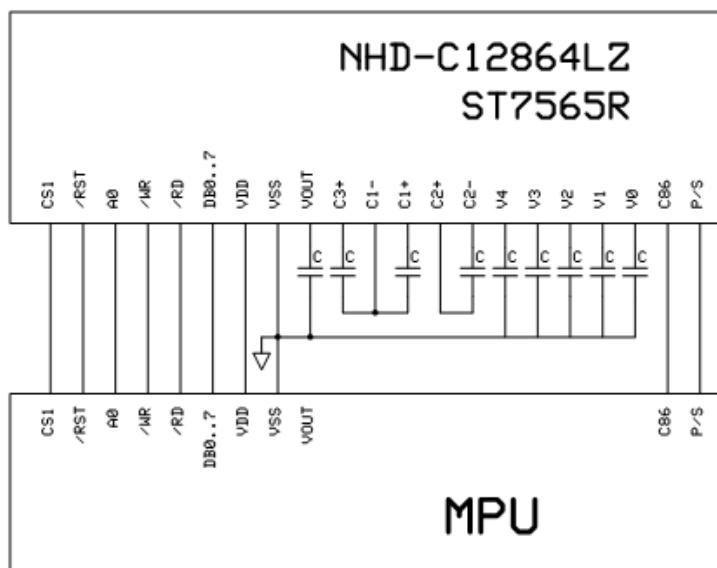 NHD-C12864LZ
ST7565R
CS1 /RST A0 /WR /RD DB0..7 VDD VSS VOUT C3+ C1- C1+ C2+ C2- V4 V3 V2 V1 V0 C86 P/S
C C C C C C C C C
CS1 /RST A0 /WR /RD DB0..7 VDD VSS VOUT C86 P/S
MPU